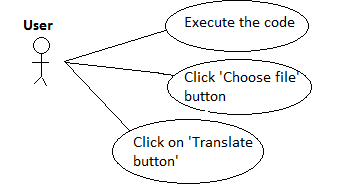 User
Execute the code
Click 'Choose file'
button
Click on 'Translate
button'